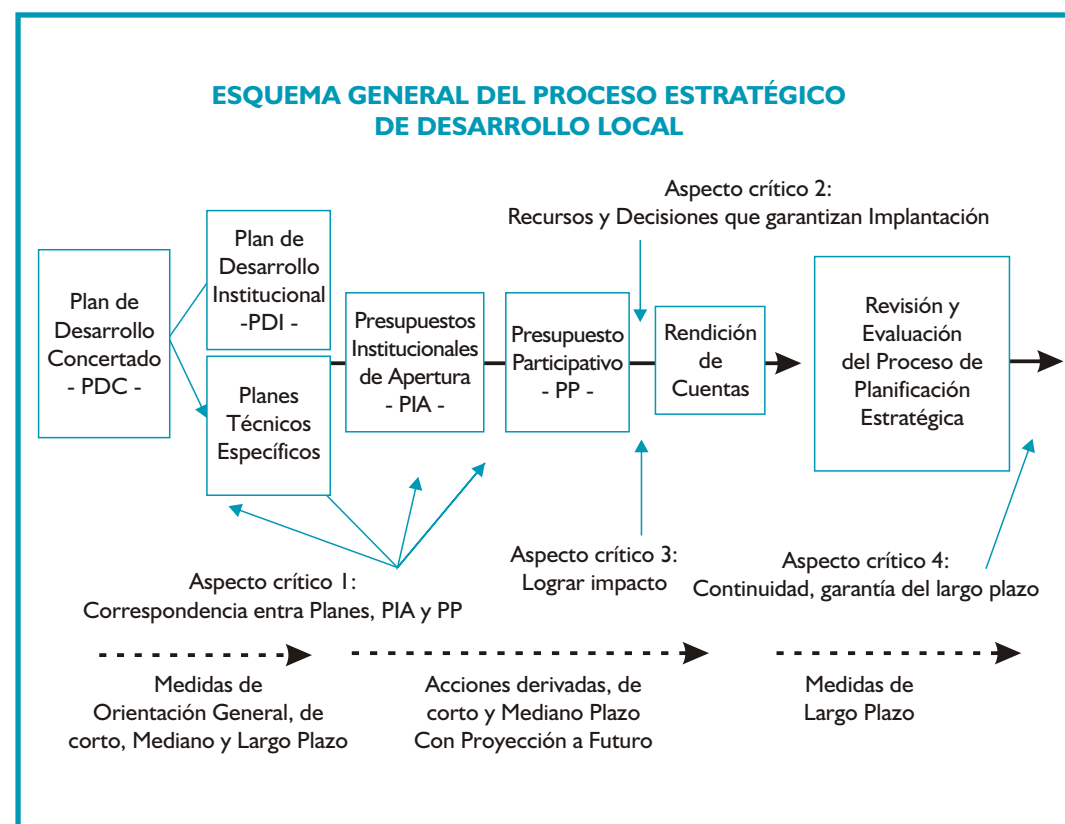 ESQUEMA GENERAL DEL PROCESO ESTRATÉGICO
DE DESARROLLO LOCAL
Aspecto crítico 2:
Recursos y Decisiones que garantizan Implantación
Plan de
Desarrollo
Concertado
- PDC -
Plan de
Desarrollo
Institucional
-PDI -
Planes
Técnicos
Específicos
Presupuestos
Institucionales
de Apertura
- PIA -
Presupuesto
Participativo
- PP -
Rendición
de
Cuentas
Revisión y
Evaluación
del Proceso de
Planificación
Estratégica
Aspecto crítico 1:
Correspondencia entra Planes, PIA y PP
Aspecto crítico 3:
Lograr impacto
Aspecto crítico 4:
Continuidad, garantía del largo plazo
Medidas de
Orientación General, de
corto, Mediano y Largo Plazo
Acciones derivadas, de
corto y Mediano Plazo
Con Proyección a Futuro
Medidas de
Largo Plazo